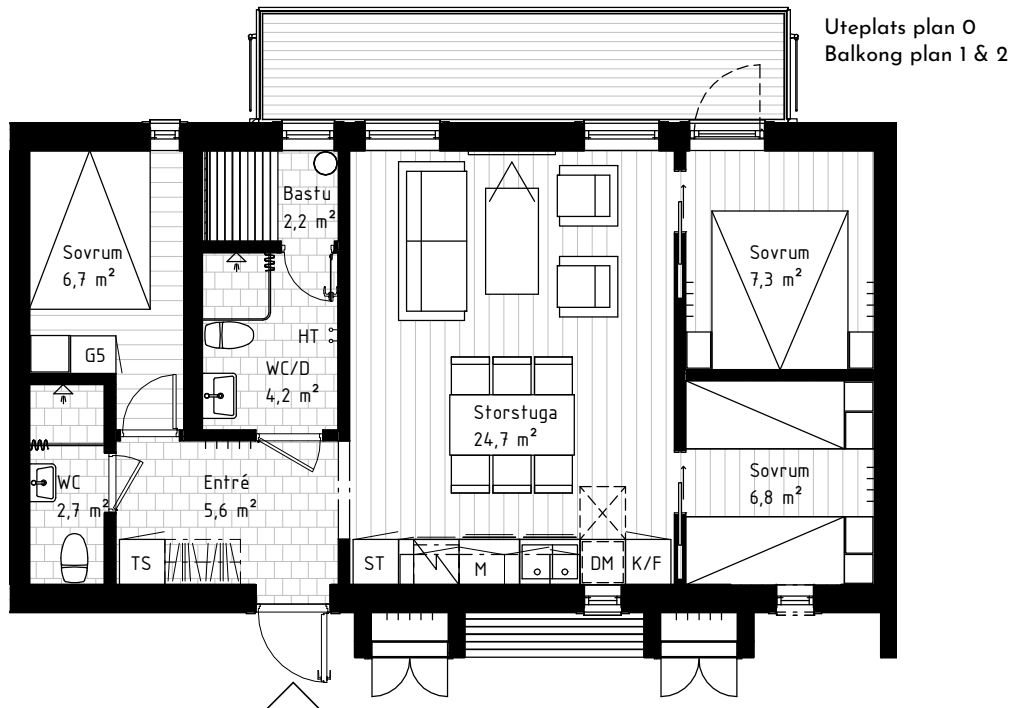 Uteplats plan 0
Balkong plan 1 & 2
Bastu
2,2 m²
Sovrum
6,7 m²
Sovrum
7,3 m²
HT
G5
WC/D
4,2 m²
Storstuga
24,7 m²
Sovrum
6,8 m²
WC
2,7 m²
Entré
5,6 m²
TS
ST
M
DM
K/F